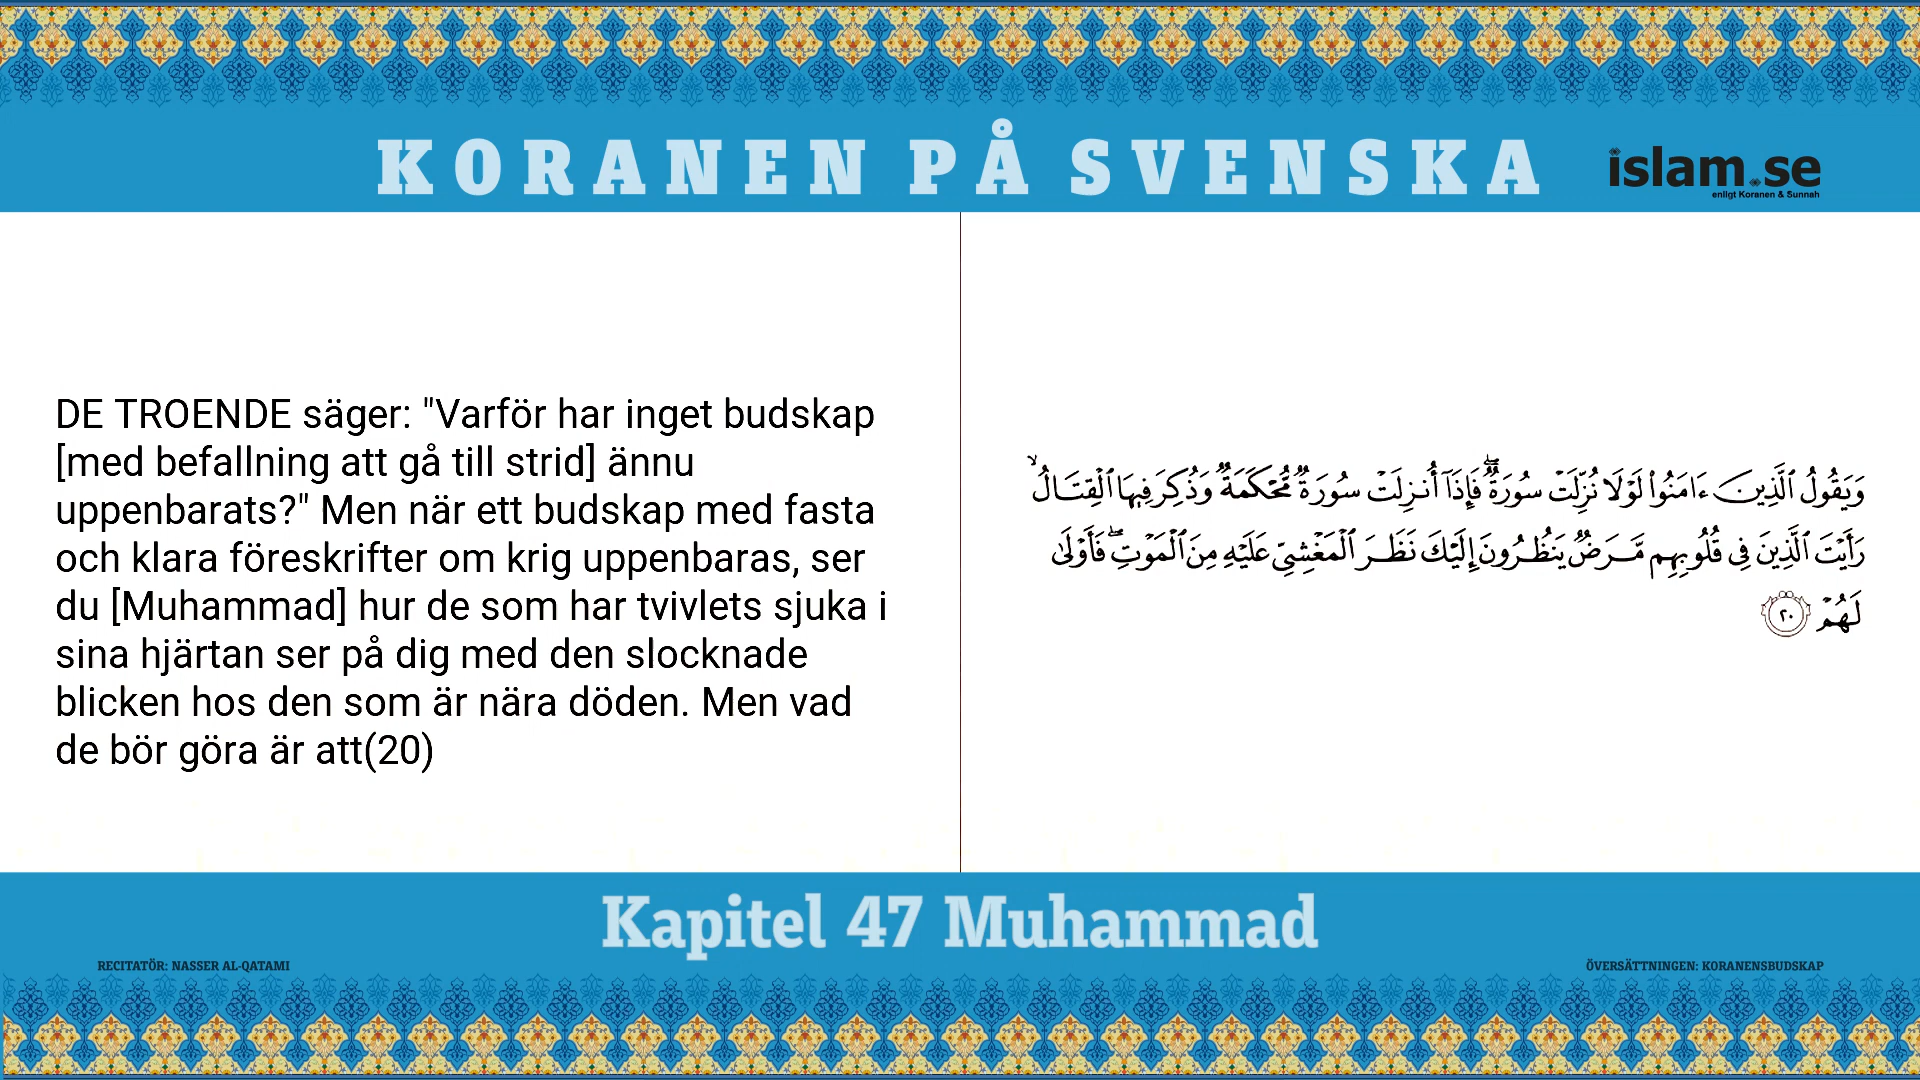 KORANEN PÅ SVENSKA
islam.se
enligt Koranen & Sunnah
DE TROENDE säger: "Varför har inget budskap
[med befallning att gå till strid] ännu
uppenbarats?" Men när ett budskap med fasta
och klara föreskrifter om krig uppenbaras, ser
du [Muhammad] hur de som har tvivlets sjuka i
sina hjärtan ser på dig med den slocknade
blicken hos den som är nära döden. Men vad
de bör göra är att(20)
وَيَقُولُ ٱلَّذِينَ ءَامَنُوا۟ لَوْلَا نُزِّلَتْ سُورَةٌۭ ۖ فَإِذَآ أُنزِلَتْ سُورَةٌۭ مُّحْكَمَةٌۭ وَذُكِرَ فِيهَا ٱلْقِتَالُ ۙ
رَأَيْتَ ٱلَّذِينَ فِى قُلُوبِهِم مَّرَضٌۭ يَنظُرُونَ إِلَيْكَ نَظَرَ ٱلْمَغْشِىِّ عَلَيْهِ مِنَ ٱلْمَوْتِ ۖ فَأَوْلَىٰ
لَهُمْ ٢٠
Kapitel 47 Muhammad
RECITATÖR: NASSER AL-QATAMI
ÖVERSÄTTNINGEN: KORANENSBUDSKAP